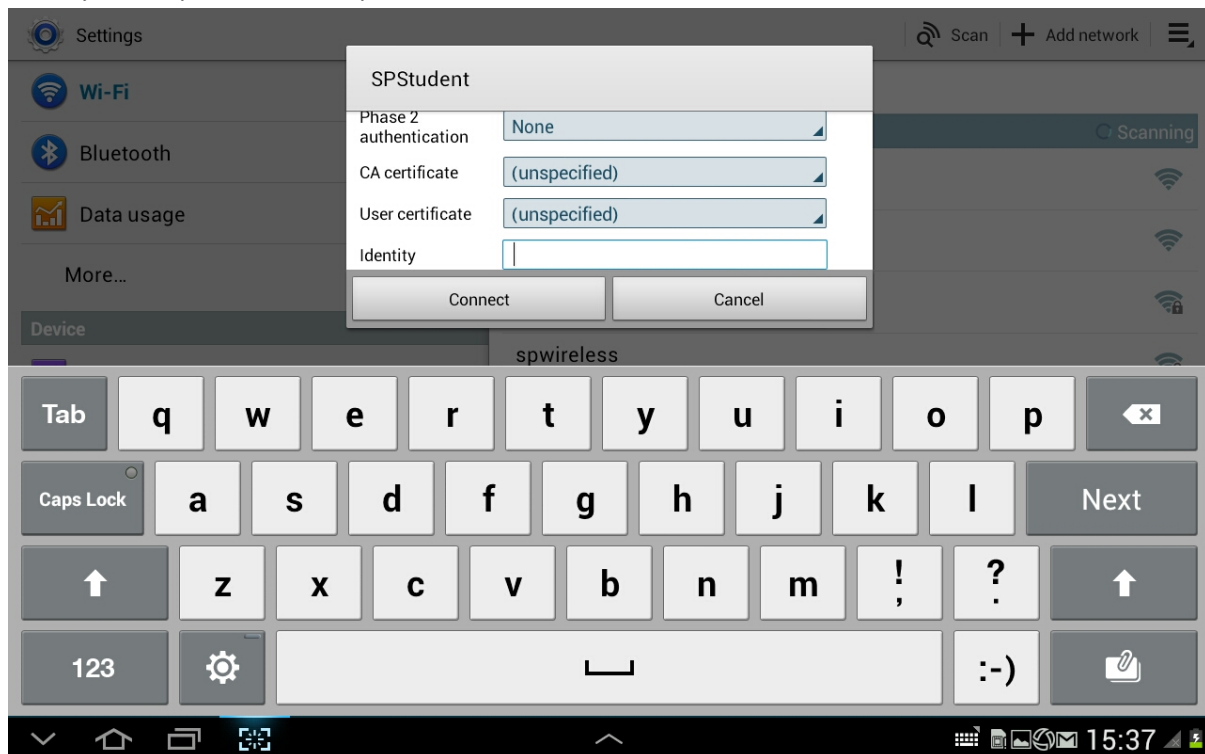 Settings
Scan
Add network
Wi-Fi
SPStudent
Phase 2
authentication
None
Scanning
Bluetooth
CA certificate
(unspecified)
Data usage
User certificate
(unspecified)
Identity
More...
Connect
Cancel
Device
spwireless
Tab q w e r t y u i o p
Caps Lock a s d f g h j k l Next
z x c v b n m ! , ? .
123 :-)
15:37